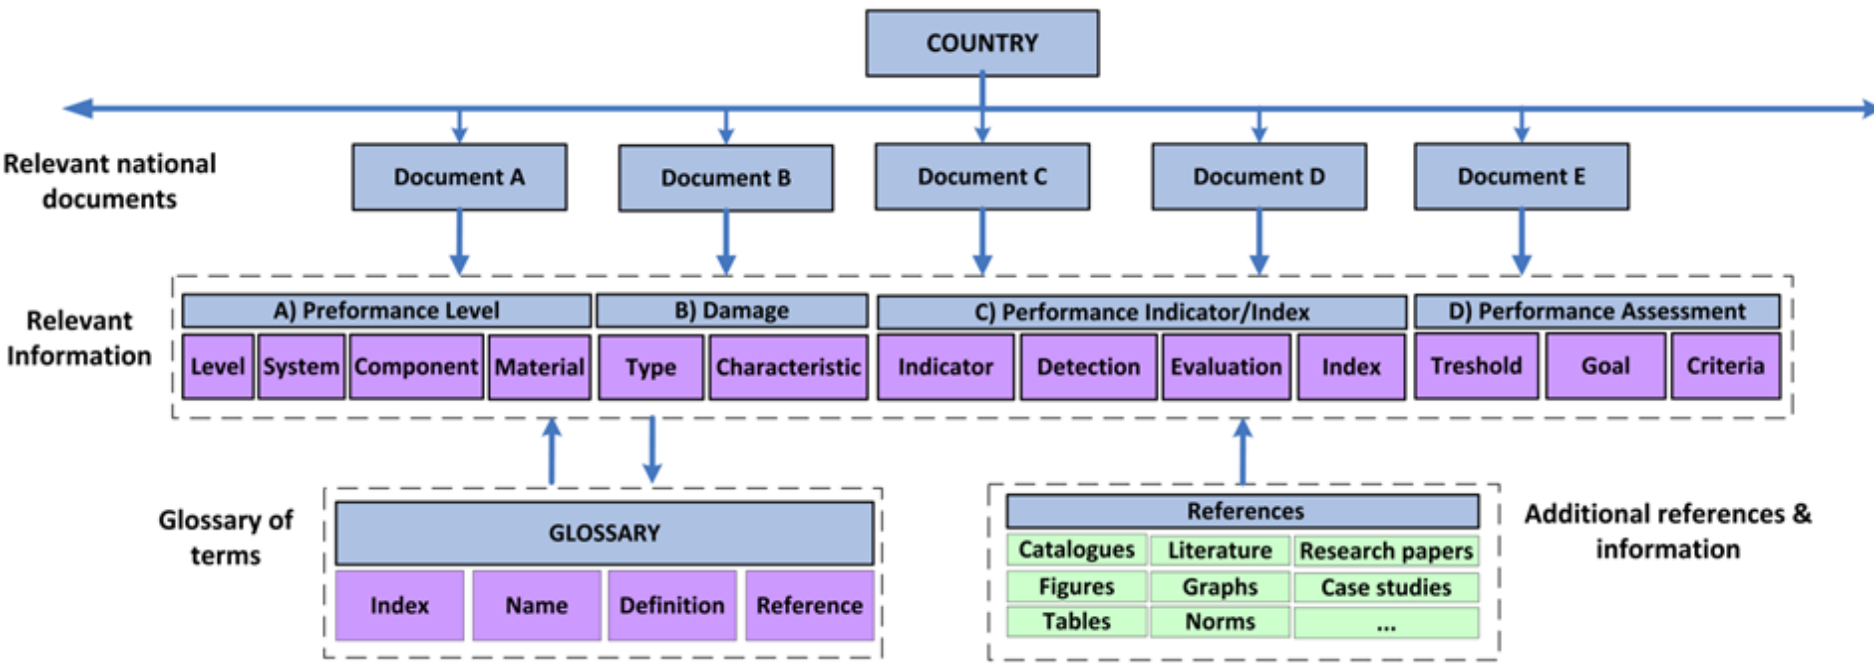 COUNTRY
Relevant national
documents
Document A
Document B
Document C
Document D
Document E
Relevant
Information
A) Preformance Level
B) Damage
C) Performance Indicator/Index
D) Performance Assessment
Level
System
Component
Material
Type
Characteristic
Indicator
Detection
Evaluation
Index
Treshold
Goal
Criteria
Glossary of
terms
GLOSSARY
Index
Name
Definition
Reference
References
Catalogues
Literature
Research papers
Figures
Graphs
Case studies
Tables
Norms
...
Additional references &
information